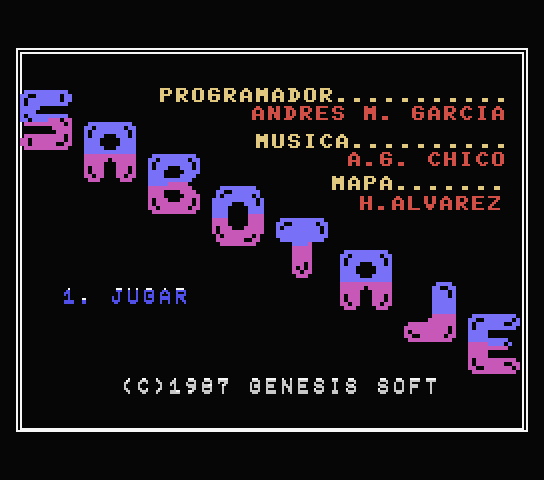 SABOTAJE
PROGRAMADOR...........
ANDRES M. GARCIA
MUSICA..........
A.G. CHICO
MAPA.......
H.ALVAREZ
1. JUGAR
(C)1987 GENESIS SOFT